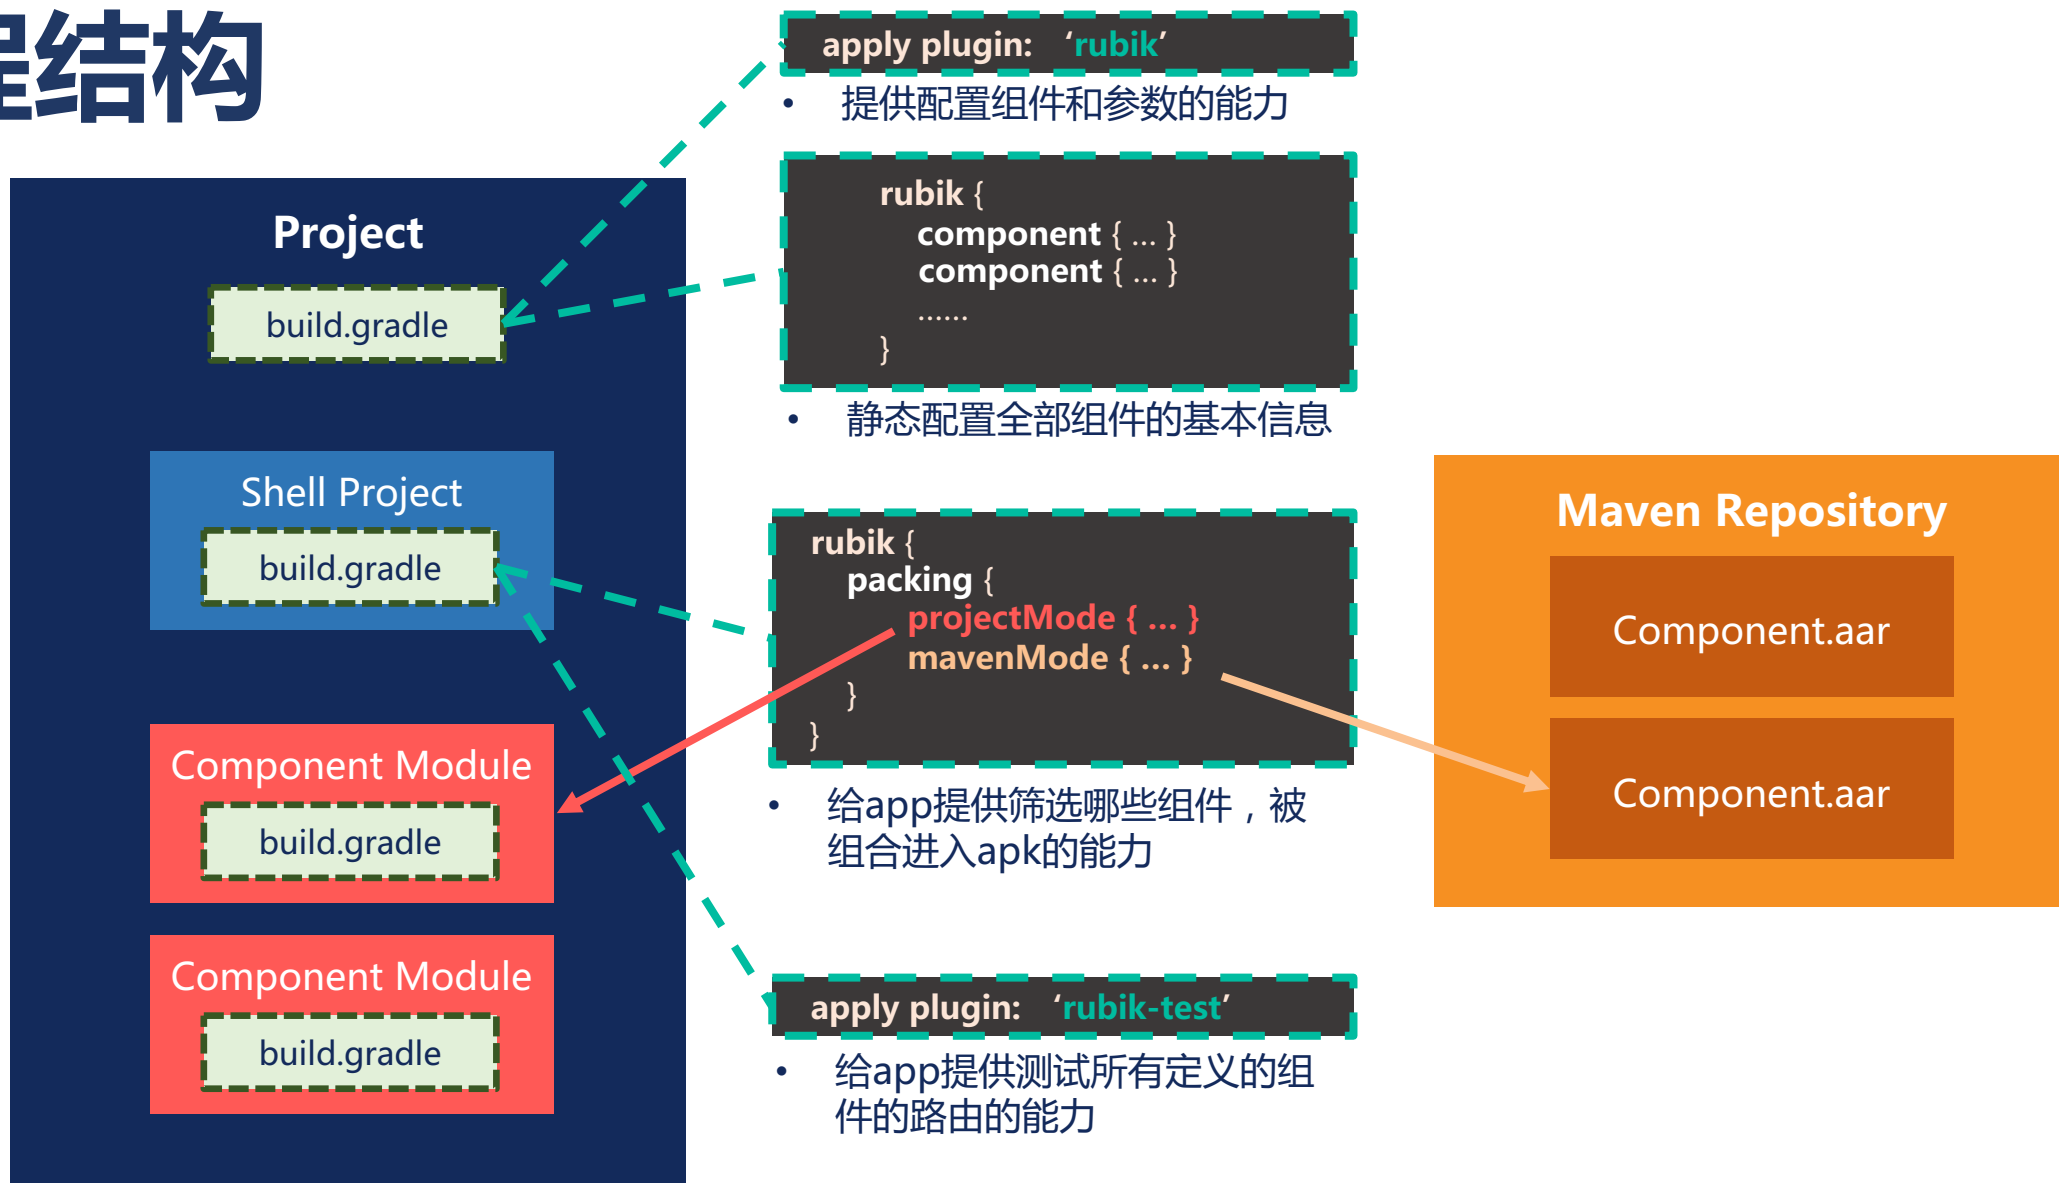 程结构
Project
build.gradle
Shell Project
build.gradle
Component Module
build.gradle
Component Module
build.gradle
apply plugin: ‘rubik’
• 提供配置组件和参数的能力
rubik {
component { ... }
component { ... }
......
}
• 静态配置全部组件的基本信息
rubik {
packing {
projectMode { ... }
mavenMode { ... }
}
}
• 给app提供筛选哪些组件，被
组合进入apk的能力
apply plugin: ‘rubik-test’
• 给app提供测试所有定义的组
件的路由的能力
Maven Repository
Component.aar
Component.aar